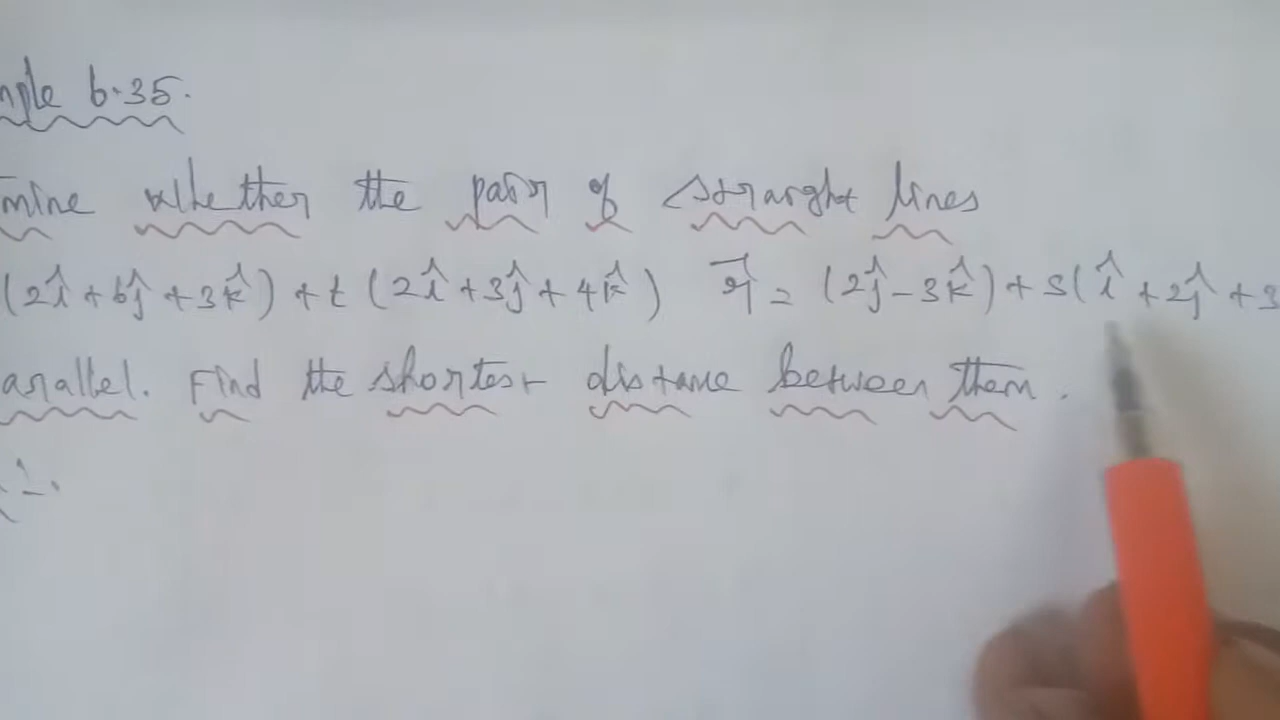 mple 6.35.
mine whether the pair of straight lines
(2î + 6ĵ + 3k̂) + t (2î + 3ĵ + 4k̂) r⃗ = (2ĵ - 3k̂) + s(î + 2ĵ + 3
arallel. Find the shortest distance between them.
:-.